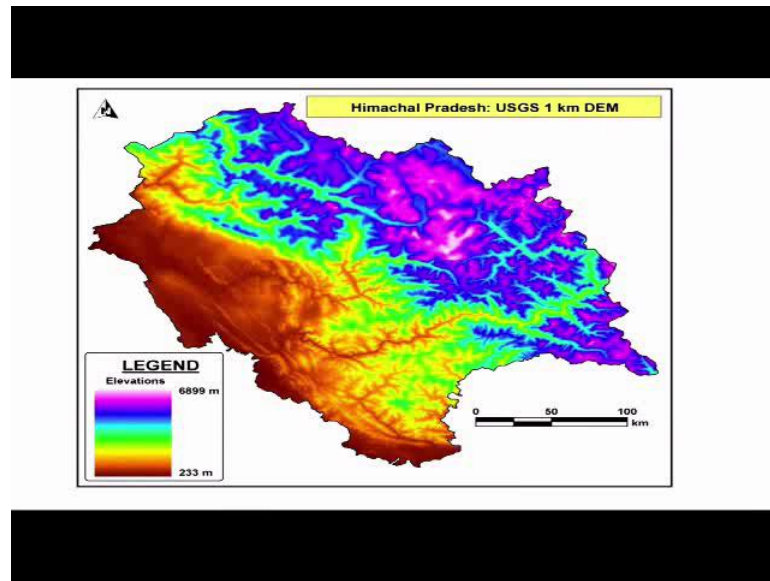 Himachal Pradesh: USGS 1 km DEM
LEGEND
Elevations
6899 m
233 m
0 50 100
km